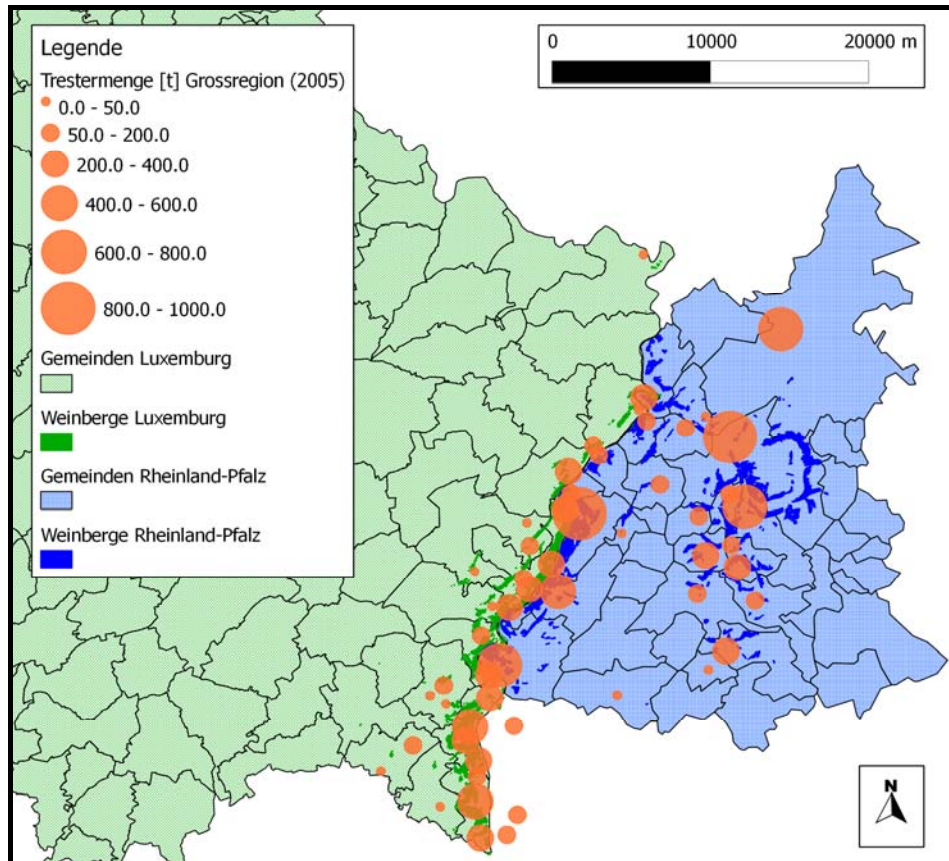 Legende
Trestermenge [t] Grossregion (2005)
0.0 - 50.0
50.0 - 200.0
200.0 - 400.0
400.0 - 600.0
600.0 - 800.0
800.0 - 1000.0
Gemeinden Luxemburg
Weinberge Luxemburg
Gemeinden Rheinland-Pfalz
Weinberge Rheinland-Pfalz
0 10000 20000 m
N